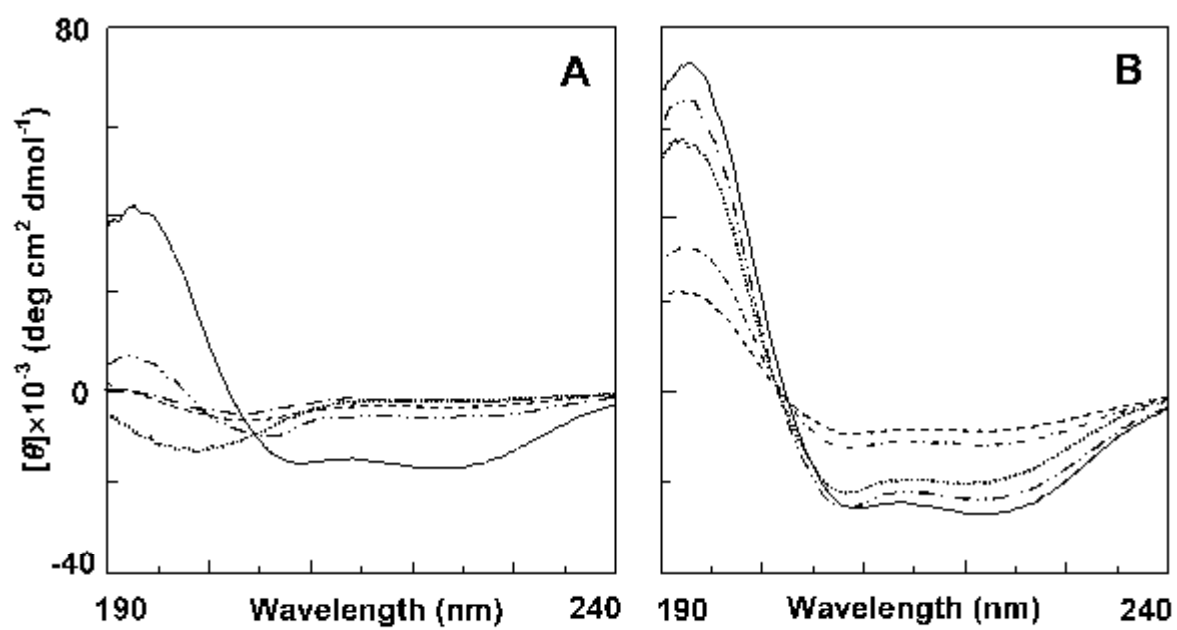 80
A
B
[θ]×10⁻³ (deg cm² dmol⁻¹)
0
-40
190
Wavelength (nm)
240
190
Wavelength (nm)
240